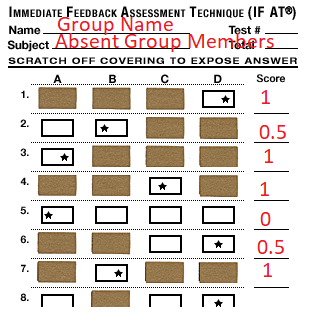 IMMEDIATE FEEDBACK ASSESSMENT TECHNIQUE (IF AT®)
Name Group Name Test #
Subject Absent Group Members Total
SCRATCH OFF COVERING TO EXPOSE ANSWER
A B C D Score
1. 1
2. 0.5
3. 1
4. 1
5. 0
6. 0.5
7. 1
8.